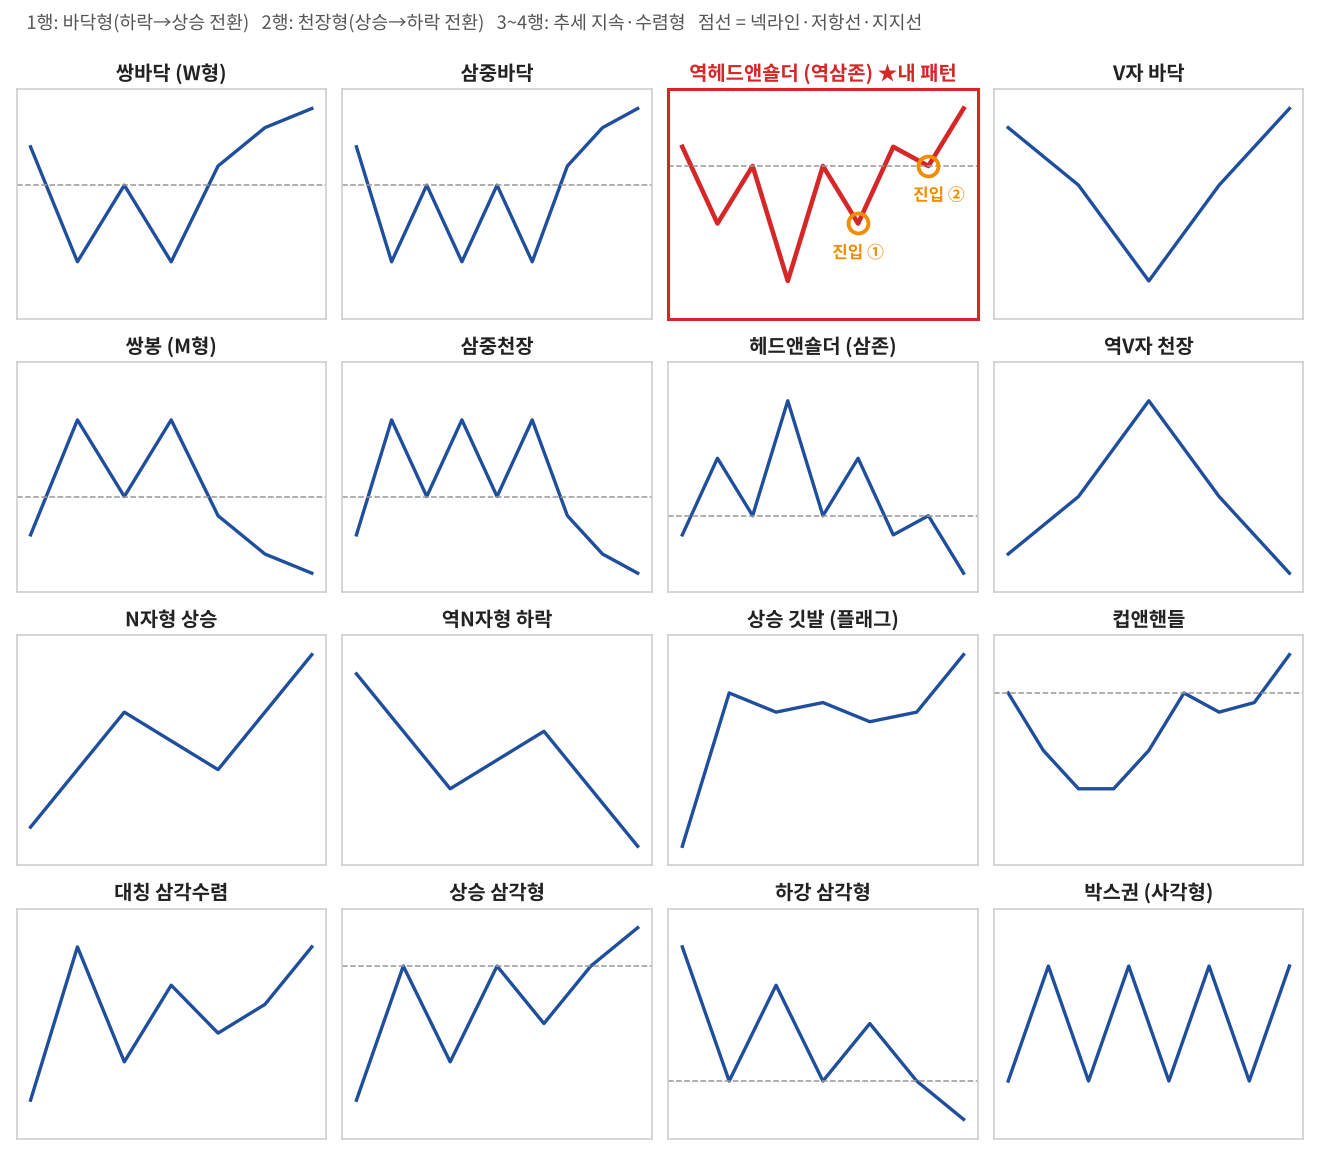 1행: 바닥형(하락→상승 전환)   2행: 천장형(상승→하락 전환)   3~4행: 추세 지속·수렴형   점선 = 넥라인·저항선·지지선
쌍바닥 (W형)
삼중바닥
역헤드앤숄더 (역삼존) ★내 패턴
V자 바닥
진입 ②
진입 ①
쌍봉 (M형)
삼중천장
헤드앤숄더 (삼존)
역V자 천장
N자형 상승
역N자형 하락
상승 깃발 (플래그)
컵앤핸들
대칭 삼각수렴
상승 삼각형
하강 삼각형
박스권 (사각형)